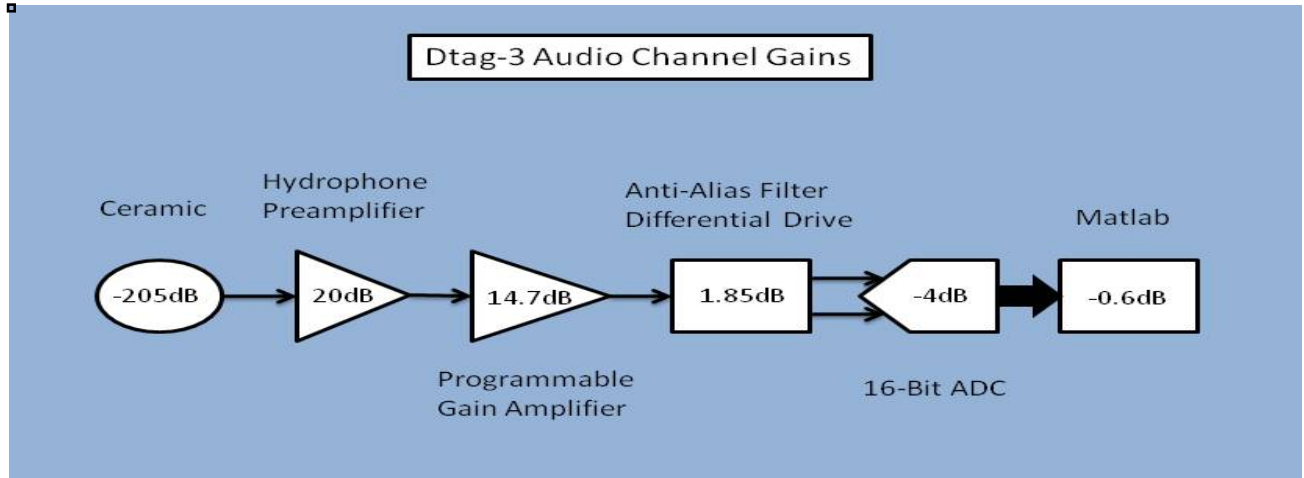 Dtag-3 Audio Channel Gains
Ceramic
Hydrophone
Preamplifier
Anti-Alias Filter
Differential Drive
Matlab
-205dB
20dB
14.7dB
1.85dB
-4dB
-0.6dB
Programmable
Gain Amplifier
16-Bit ADC